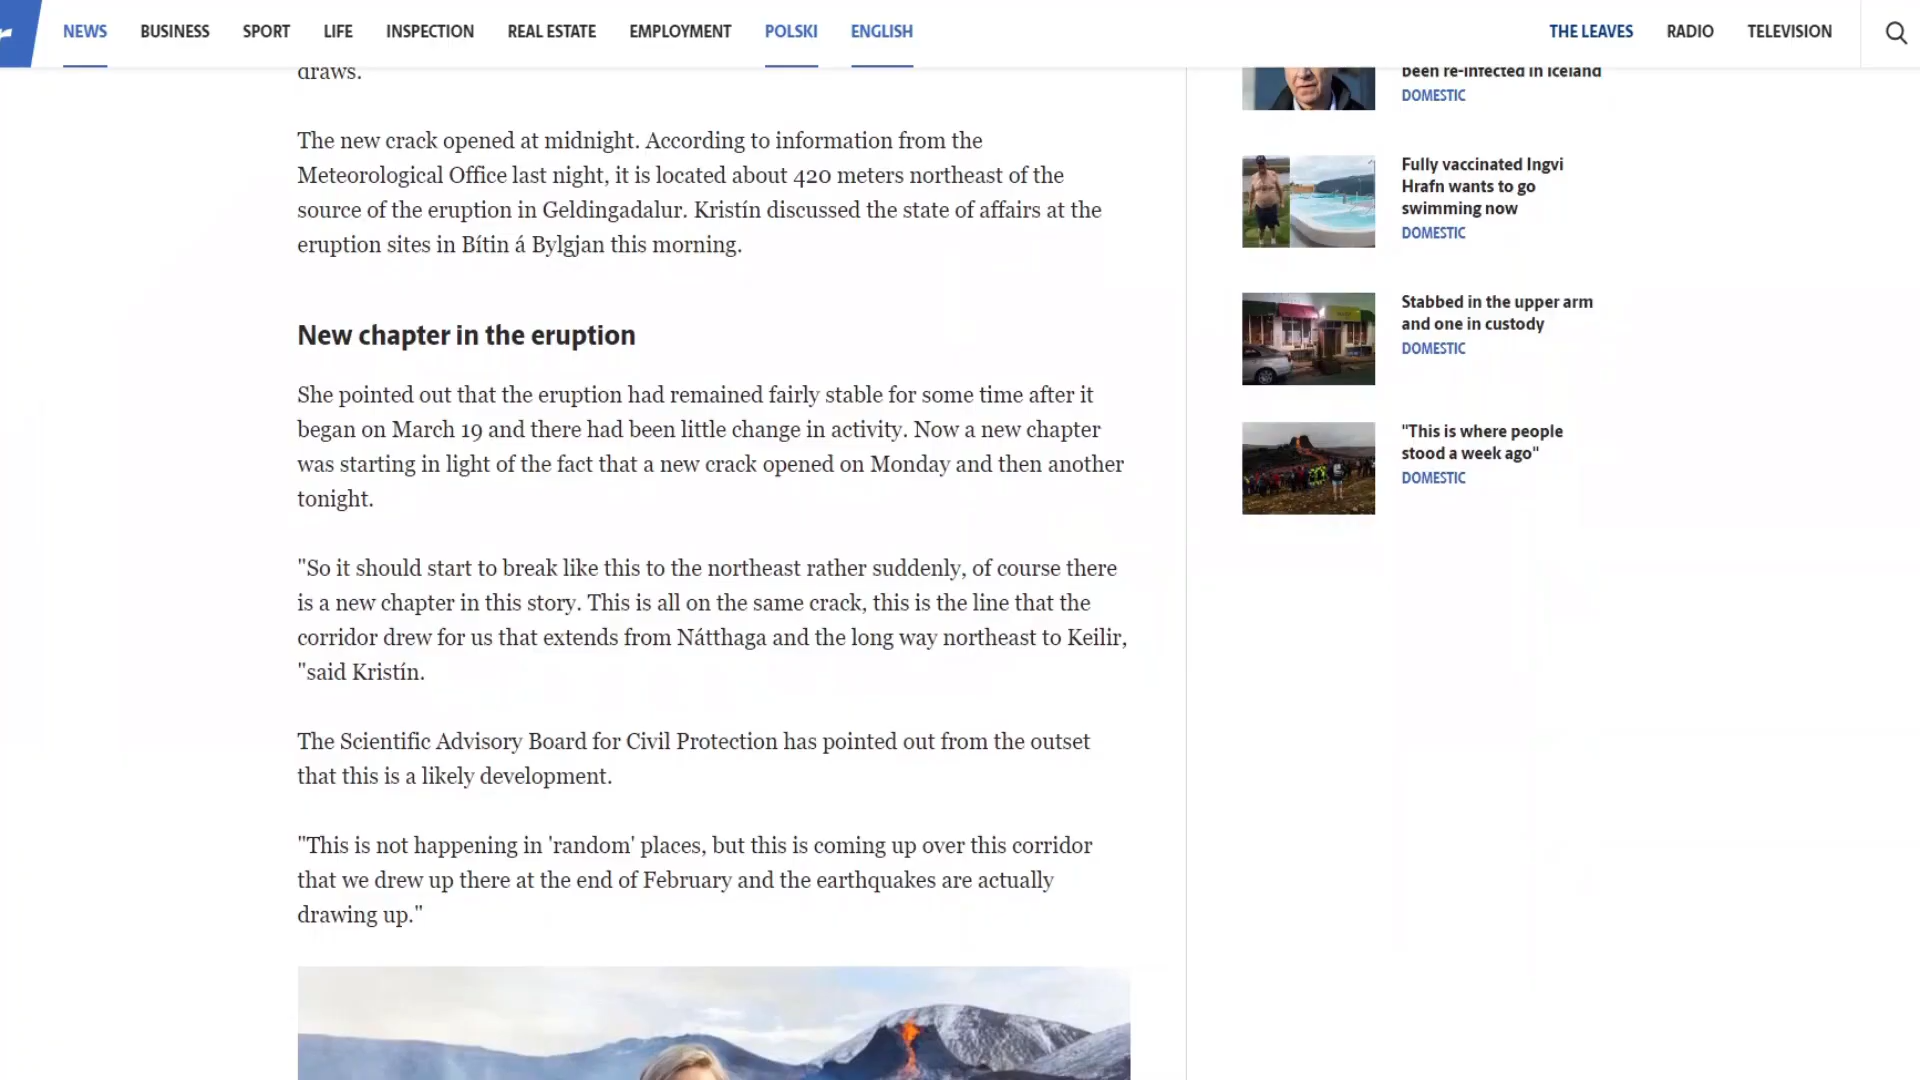 NEWS BUSINESS SPORT LIFE INSPECTION REAL ESTATE EMPLOYMENT POLSKI ENGLISH THE LEAVES RADIO TELEVISION
draws.
The new crack opened at midnight. According to information from the
Meteorological Office last night, it is located about 420 meters northeast of the
source of the eruption in Geldingadalur. Kristín discussed the state of affairs at the
eruption sites in Bítin á Bylgjan this morning.
New chapter in the eruption
She pointed out that the eruption had remained fairly stable for some time after it
began on March 19 and there had been little change in activity. Now a new chapter
was starting in light of the fact that a new crack opened on Monday and then another
tonight.
"So it should start to break like this to the northeast rather suddenly, of course there
is a new chapter in this story. This is all on the same crack, this is the line that the
corridor drew for us that extends from Nátthaga and the long way northeast to Keilir,
"said Kristín.
The Scientific Advisory Board for Civil Protection has pointed out from the outset
that this is a likely development.
"This is not happening in 'random' places, but this is coming up over this corridor
that we drew up there at the end of February and the earthquakes are actually
drawing up."
been re-infected in Iceland
DOMESTIC
Fully vaccinated Ingvi
Hrafn wants to go
swimming now
DOMESTIC
Stabbed in the upper arm
and one in custody
DOMESTIC
"This is where people
stood a week ago"
DOMESTIC